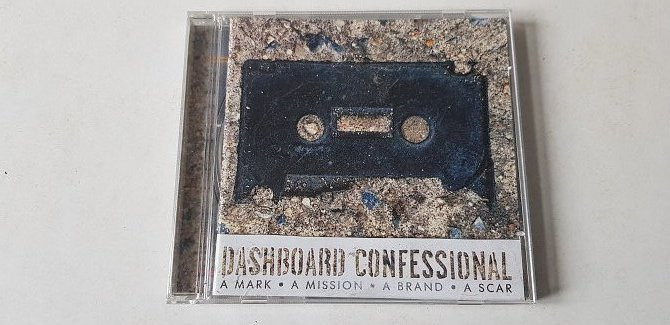 DASHBOARD CONFESSIONAL
A MARK • A MISSION • A BRAND • A SCAR